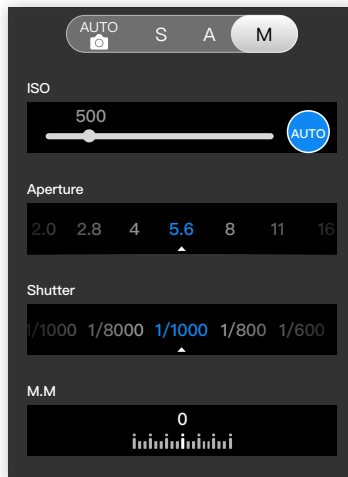 AUTO S A M
ISO
500
AUTO
Aperture
2.0 2.8 4 5.6 8 11 16
Shutter
1/1000 1/8000 1/1000 1/800 1/600
M.M
0